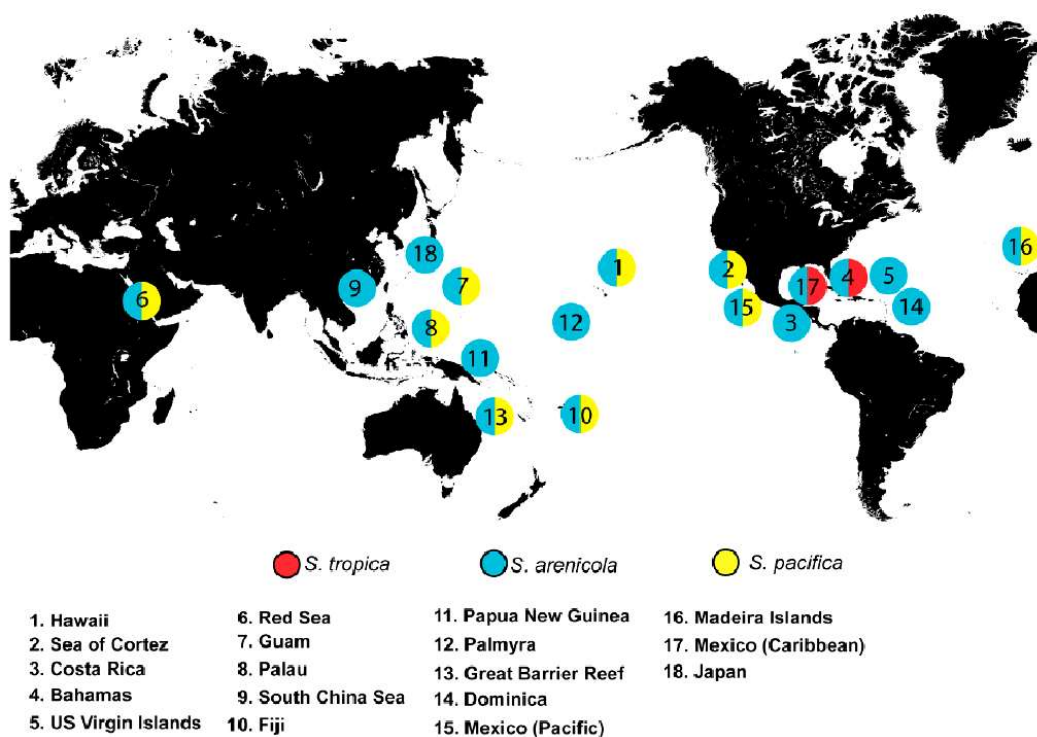 18
1
16
2
5
6
9
7
17
4
15
14
8
12
3
11
13
10
S. tropica
S. arenicola
S. pacifica
1. Hawaii
2. Sea of Cortez
3. Costa Rica
4. Bahamas
5. US Virgin Islands
6. Red Sea
7. Guam
8. Palau
9. South China Sea
10. Fiji
11. Papua New Guinea
12. Palmyra
13. Great Barrier Reef
14. Dominica
15. Mexico (Pacific)
16. Madeira Islands
17. Mexico (Caribbean)
18. Japan